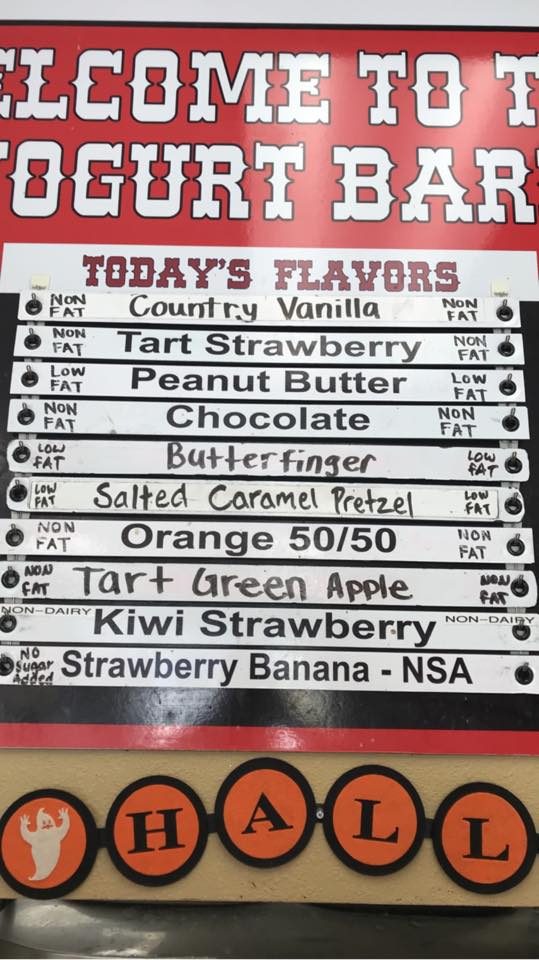 ELCOME TO T
YOGURT BAR
TODAY'S FLAVORS
NON FAT Country Vanilla NON FAT
NON FAT Tart Strawberry NON FAT
LOW FAT Peanut Butter LOW FAT
NON FAT Chocolate NON FAT
LOW FAT Butterfinger LOW FAT
LOW FAT Salted Caramel Pretzel LOW FAT
NON FAT Orange 50/50 NON FAT
NON FAT Tart Green Apple NON FAT
NON-DAIRY Kiwi Strawberry NON-DAIRY
NO Sugar Added Strawberry Banana - NSA
HALL